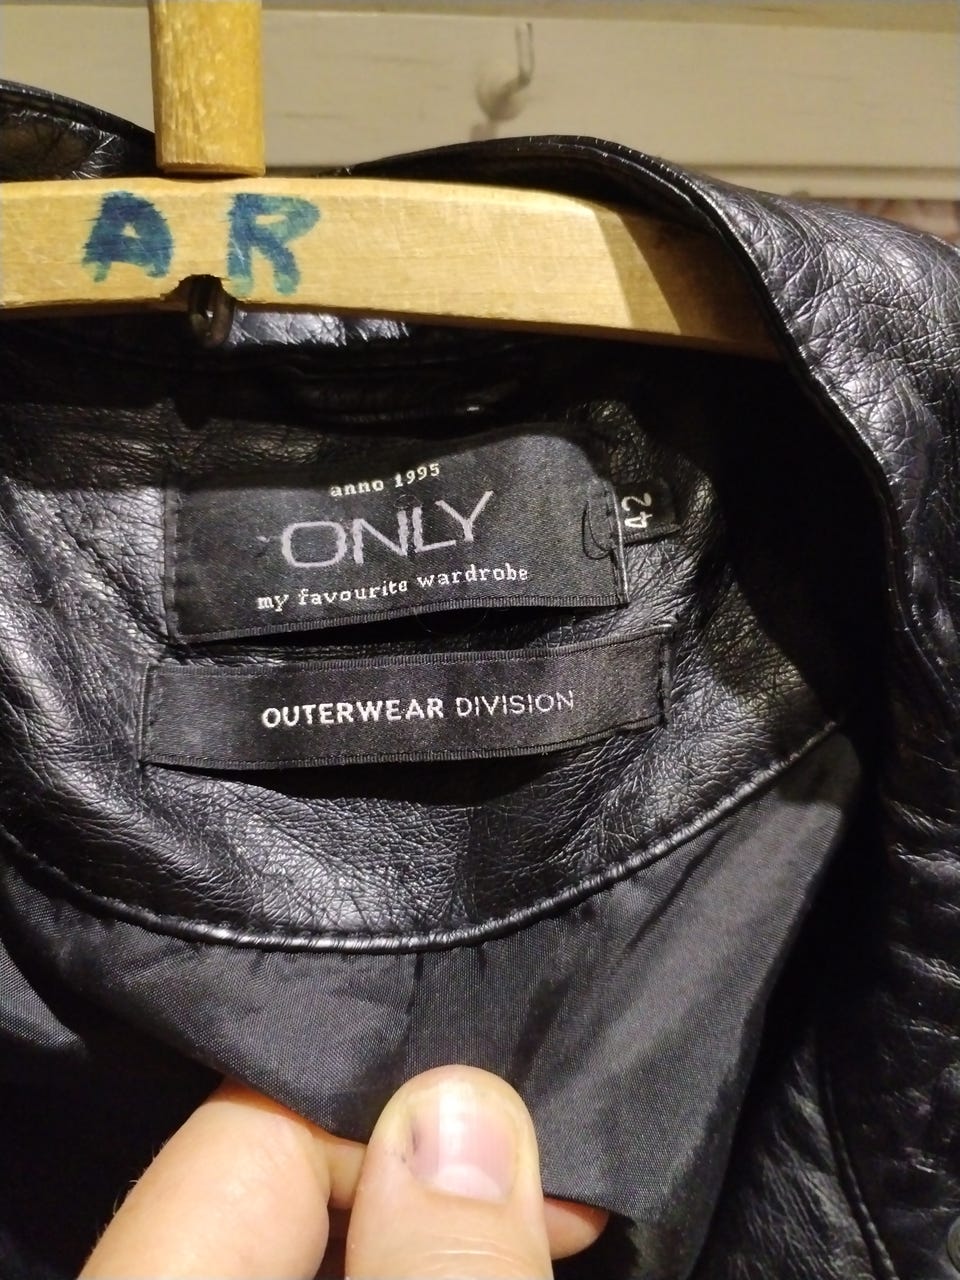 AR
anno 1995
ONLY
my favourite wardrobe
42
OUTERWEAR DIVISION